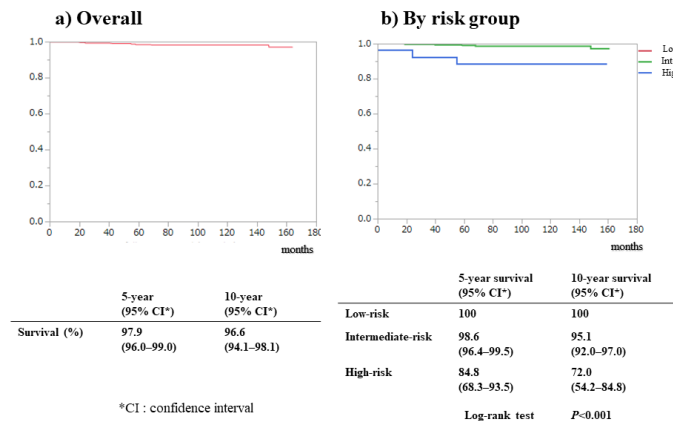 a) Overall
1.0
0.8
0.6
0.4
0.2
0.0
0 20 40 60 80 100 120 140 160 180
months
5-year 10-year
(95% CI*) (95% CI*)
Survival (%) 97.9 96.6
(96.0–99.0) (94.1–98.1)
*CI : confidence interval
b) By risk group
1.0
0.8
0.6
0.4
0.2
0.0
0 20 40 60 80 100 120 140 160 180
months
Lo
Int
Hig
5-year survival 10-year survival
(95% CI*) (95% CI*)
Low-risk 100 100
Intermediate-risk 98.6 95.1
(96.4–99.5) (92.0–97.0)
High-risk 84.8 72.0
(68.3–93.5) (54.2–84.8)
Log-rank test P<0.001